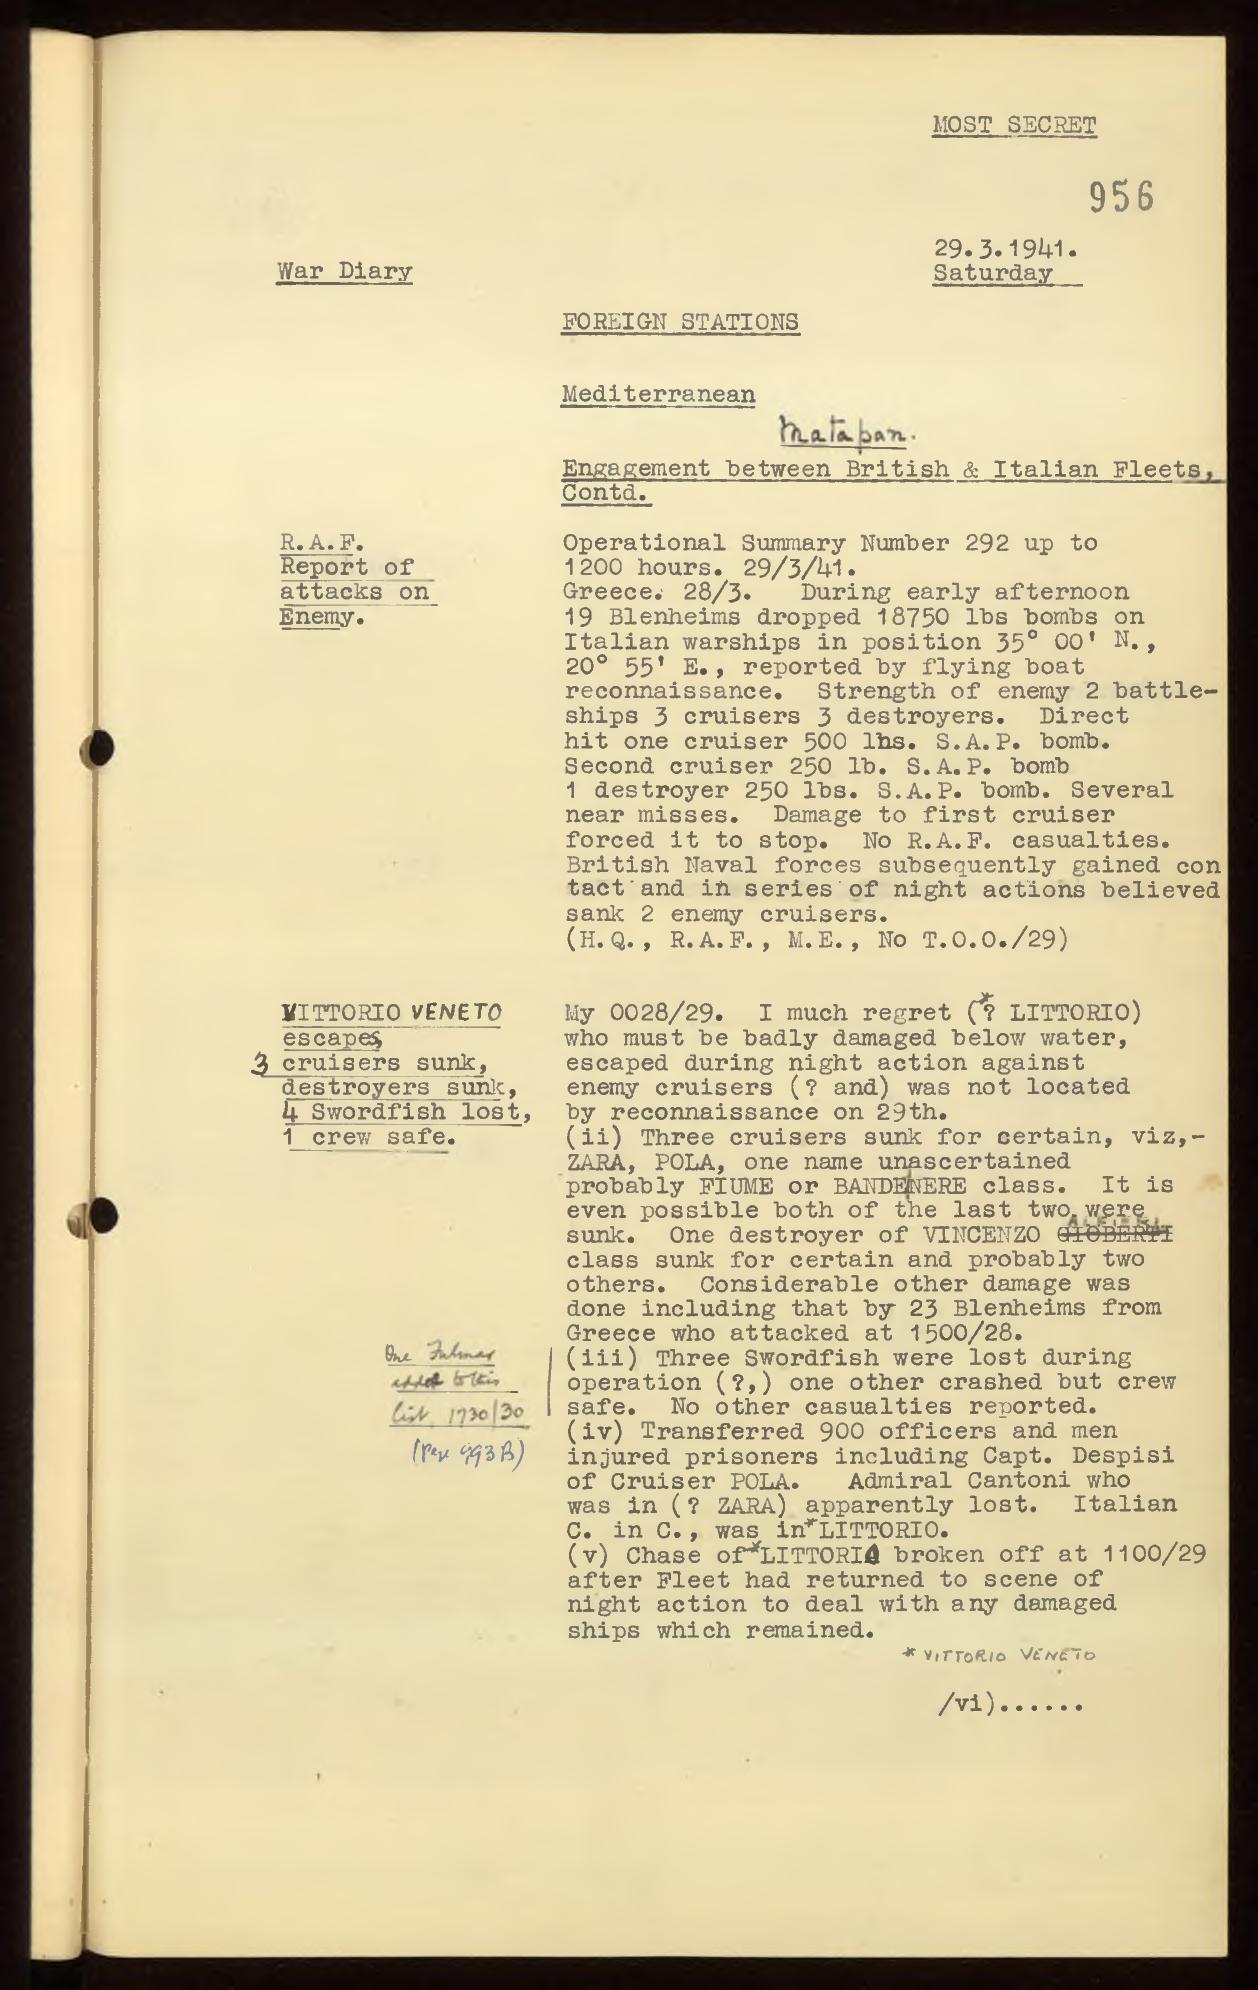 MOST SECRET
956
29.3.1941.
Saturday
War Diary
FOREIGN STATIONS
Mediterranean
Matapan.
Engagement between British & Italian Fleets,
Contd.
R.A.F.
Report of
attacks on
Enemy.
Operational Summary Number 292 up to
1200 hours. 29/3/41.
Greece. 28/3. During early afternoon
19 Blenheims dropped 18750 lbs bombs on
Italian warships in position 35° 00' N.,
20° 55' E., reported by flying boat
reconnaissance. Strength of enemy 2 battle-
ships 3 cruisers 3 destroyers. Direct
hit one cruiser 500 lbs. S.A.P. bomb.
Second cruiser 250 lb. S.A.P. bomb
1 destroyer 250 lbs. S.A.P. bomb. Several
near misses. Damage to first cruiser
forced it to stop. No R.A.F. casualties.
British Naval forces subsequently gained con
tact and in series of night actions believed
sank 2 enemy cruisers.
(H.Q., R.A.F., M.E., No T.O.O./29)
VITTORIO VENETO
escapes,
3 cruisers sunk,
destroyers sunk,
4 Swordfish lost,
1 crew safe.
My 0028/29. I much regret (*? LITTORIO)
who must be badly damaged below water,
escaped during night action against
enemy cruisers (? and) was not located
by reconnaissance on 29th.
(ii) Three cruisers sunk for certain, viz,-
ZARA, POLA, one name unascertained
probably FIUME or BANDENERE class. It is
even possible both of the last two were
sunk. One destroyer of VINCENZO GIOBERTI ALFIERI
class sunk for certain and probably two
others. Considerable other damage was
done including that by 23 Blenheims from
Greece who attacked at 1500/28.
One Fulmar
added to this
list 1730/30
(Page 993B)
(iii) Three Swordfish were lost during
operation (?,) one other crashed but crew
safe. No other casualties reported.
(iv) Transferred 900 officers and men
injured prisoners including Capt. Despisi
of Cruiser POLA. Admiral Cantoni who
was in (? ZARA) apparently lost. Italian
C. in C., was in *LITTORIO.
(v) Chase of *LITTORIO broken off at 1100/29
after Fleet had returned to scene of
night action to deal with any damaged
ships which remained.
* VITTORIO VENETO
/vi)......